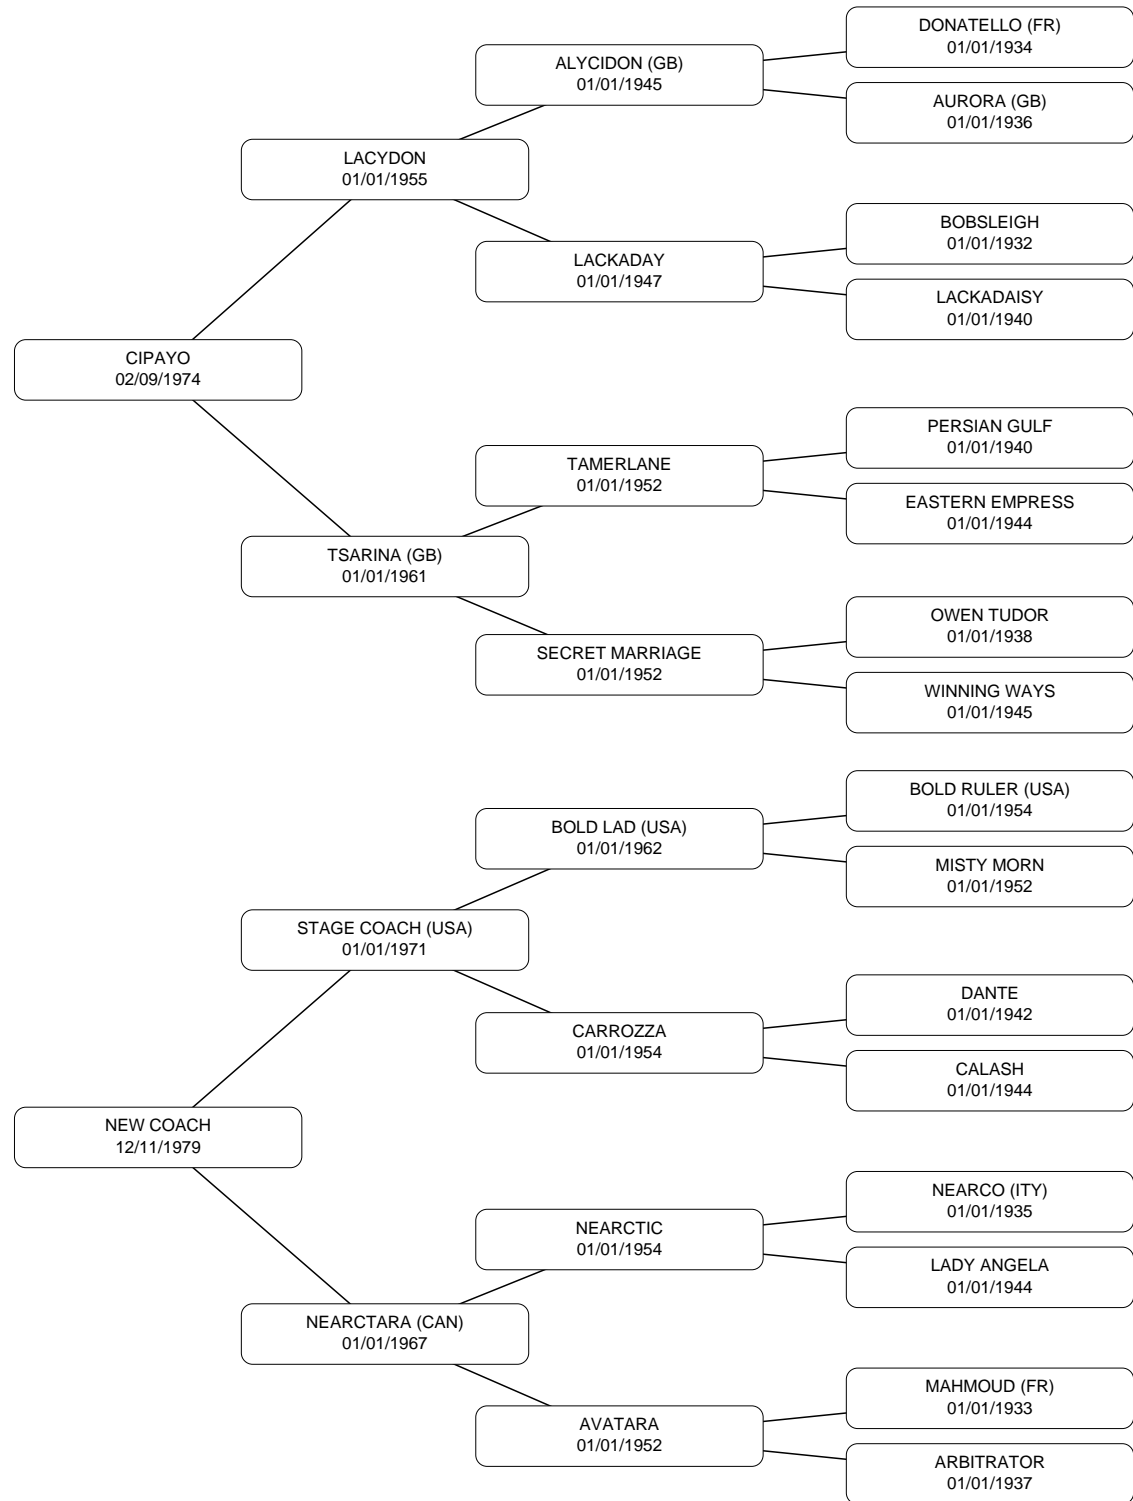 DONATELLO (FR)
01/01/1934
ALYCIDON (GB)
01/01/1945
AURORA (GB)
01/01/1936
LACYDON
01/01/1955
BOBSLEIGH
01/01/1932
LACKADAY
01/01/1947
LACKADAISY
01/01/1940
CIPAYO
02/09/1974
PERSIAN GULF
01/01/1940
TAMERLANE
01/01/1952
EASTERN EMPRESS
01/01/1944
TSARINA (GB)
01/01/1961
OWEN TUDOR
01/01/1938
SECRET MARRIAGE
01/01/1952
WINNING WAYS
01/01/1945
BOLD RULER (USA)
01/01/1954
BOLD LAD (USA)
01/01/1962
MISTY MORN
01/01/1952
STAGE COACH (USA)
01/01/1971
DANTE
01/01/1942
CARROZZA
01/01/1954
CALASH
01/01/1944
NEW COACH
12/11/1979
NEARCO (ITY)
01/01/1935
NEARCTIC
01/01/1954
LADY ANGELA
01/01/1944
NEARCTARA (CAN)
01/01/1967
MAHMOUD (FR)
01/01/1933
AVATARA
01/01/1952
ARBITRATOR
01/01/1937